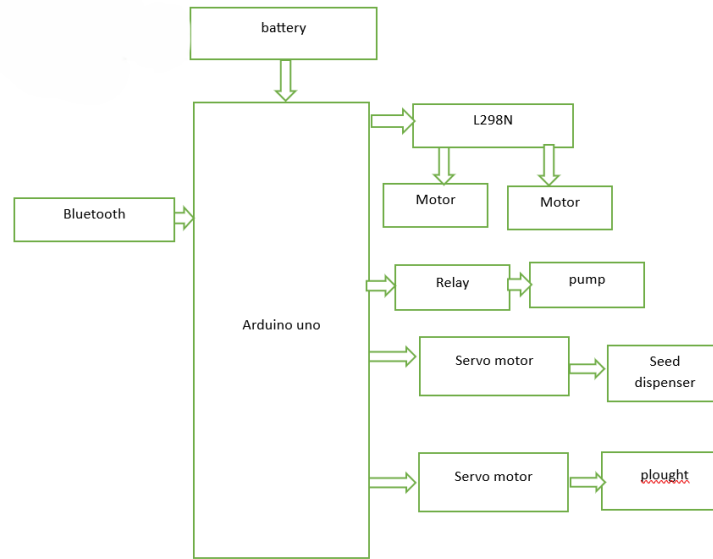 battery
L298N
Motor
Motor
Bluetooth
Relay
pump
Arduino uno
Servo motor
Seed
dispenser
Servo motor
plought